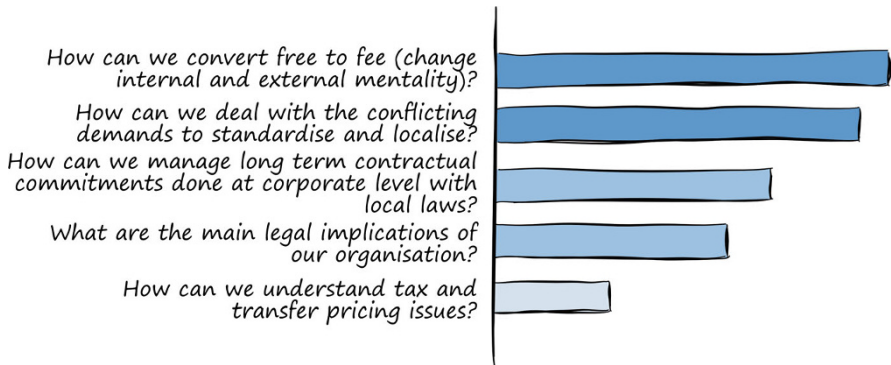 How can we convert free to fee (change
internal and external mentality)?
How can we deal with the conflicting
demands to standardise and localise?
How can we manage long term contractual
commitments done at corporate level with
local laws?
What are the main legal implications of
our organisation?
How can we understand tax and
transfer pricing issues?